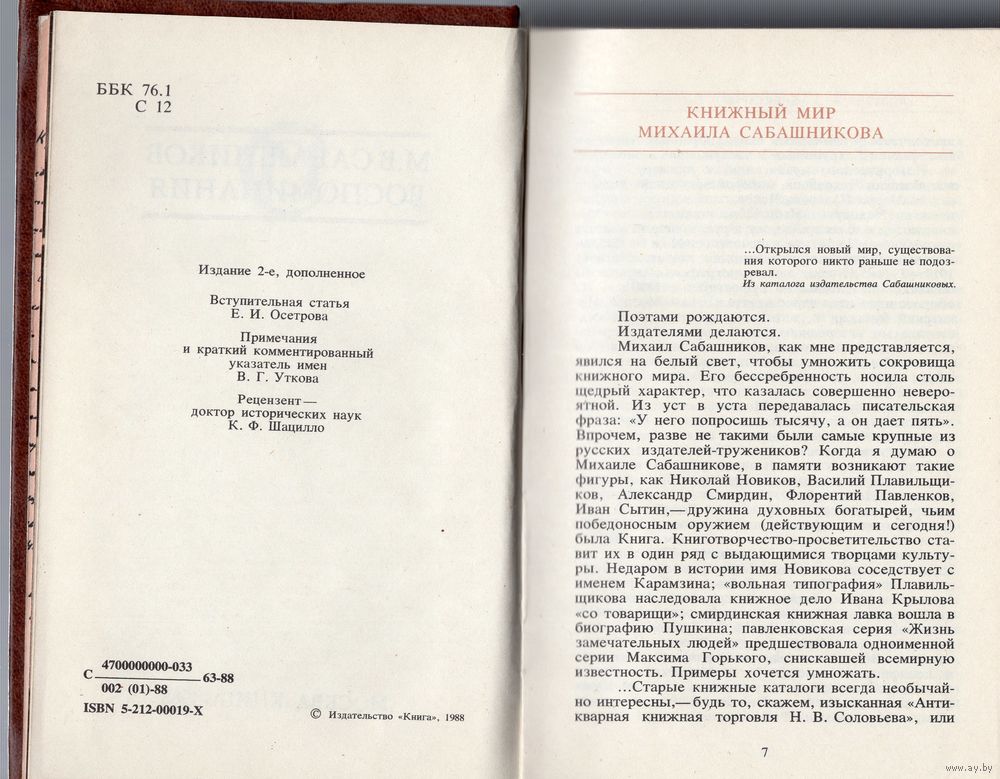 ББК 76.1
С 12
Издание 2-е, дополненное
Вступительная статья
Е. И. Осетрова
Примечания
и краткий комментированный
указатель имен
В. Г. Уткова
Рецензент—
доктор исторических наук
К. Ф. Шацилло
С 4700000000-033 63-88
002 (01)-88
ISBN 5-212-00019-X
© Издательство «Книга», 1988
КНИЖНЫЙ МИР
МИХАИЛА САБАШНИКОВА
...Открылся новый мир, существова-
ния которого никто раньше не подоз-
ревал.
Из каталога издательства Сабашниковых.
Поэтами рождаются.
Издателями делаются.
Михаил Сабашников, как мне представляется,
явился на белый свет, чтобы умножить сокровища
книжного мира. Его бессребренность носила столь
щедрый характер, что казалась совершенно неверо-
ятной. Из уст в уста передавалась писательская
фраза: «У него попросишь тысячу, а он дает пять».
Впрочем, разве не такими были самые крупные из
русских издателей-тружеников? Когда я думаю о
Михаиле Сабашникове, в памяти возникают такие
фигуры, как Николай Новиков, Василий Плавильщи-
ков, Александр Смирдин, Флорентий Павленков,
Иван Сытин,—дружина духовных богатырей, чьим
победоносным оружием (действующим и сегодня!)
была Книга. Книготворчество-просветительство ста-
вит их в один ряд с выдающимися творцами культу-
ры. Недаром в истории имя Новикова соседствует с
именем Карамзина; «вольная типография» Плавиль-
щикова наследовала книжное дело Ивана Крылова
«со товарищи»; смирдинская книжная лавка вошла в
биографию Пушкина; павленковская серия «Жизнь
замечательных людей» предшествовала одноименной
серии Максима Горького, снискавшей всемирную
известность. Примеры хочется умножать.
...Старые книжные каталоги всегда необычай-
но интересны,—будь то, скажем, изысканная «Анти-
кварная книжная торговля Н. В. Соловьева», или
7
www.ay.by